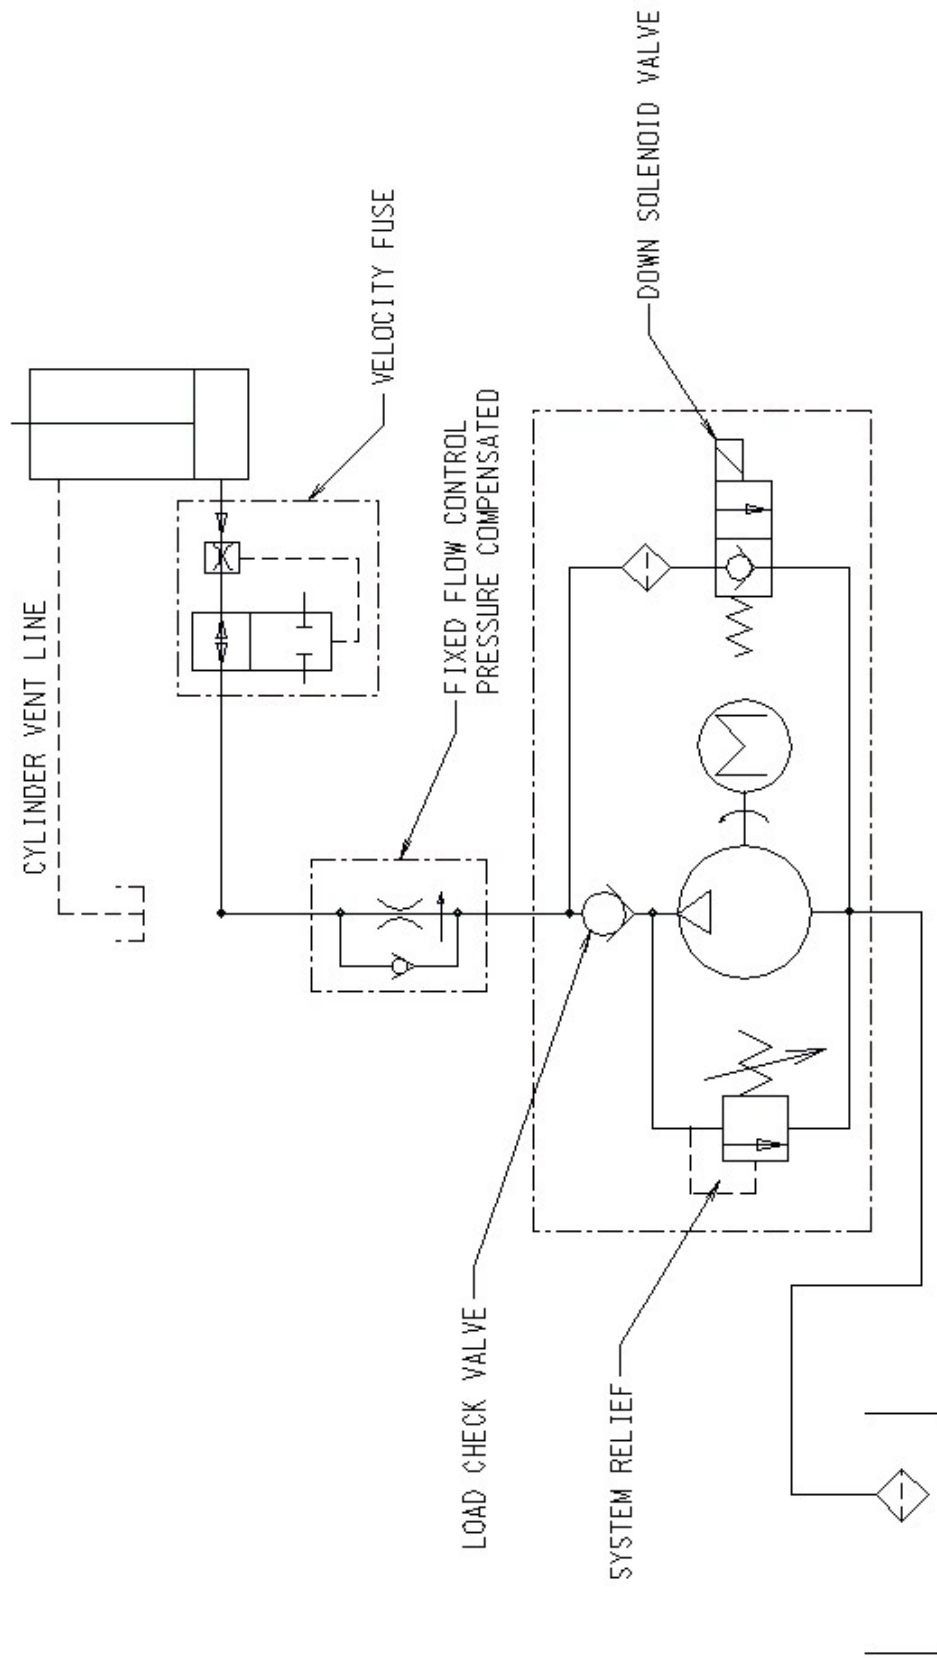 CYLINDER VENT LINE
VELOCITY FUSE
FIXED FLOW CONTROL
PRESSURE COMPENSATED
DOWN SOLENOID VALVE
LOAD CHECK VALVE
SYSTEM RELIEF
M